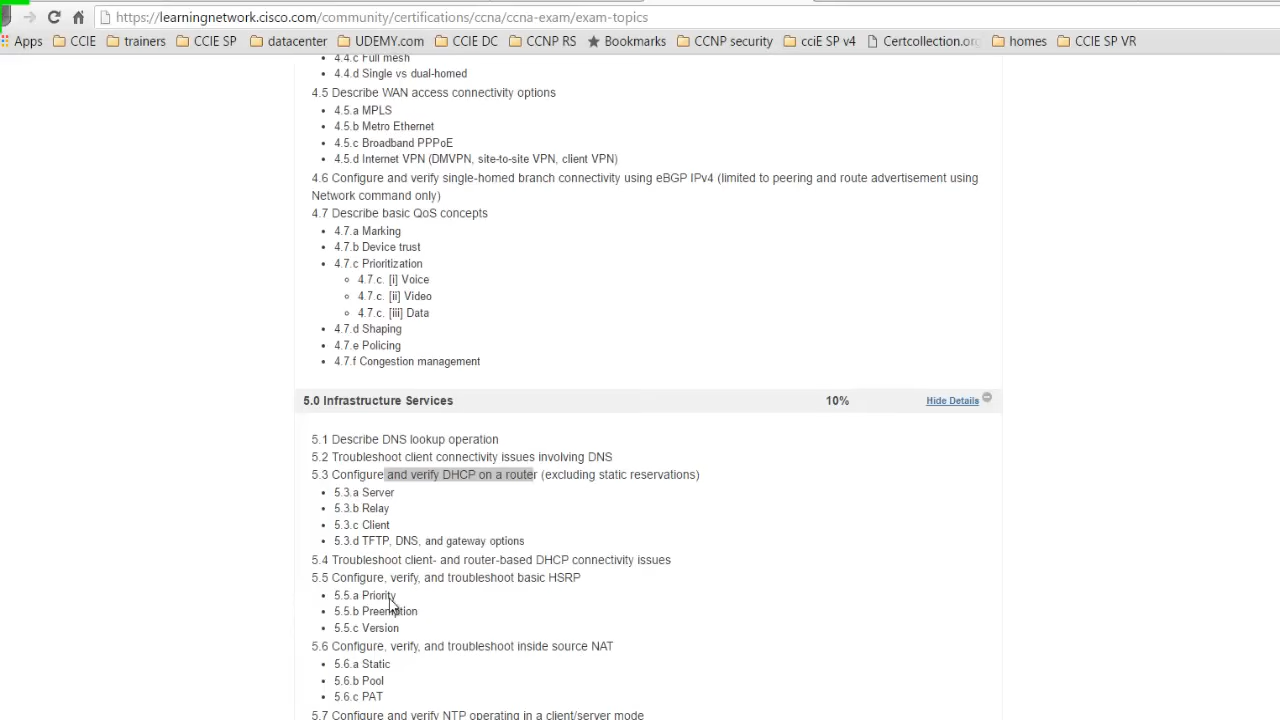 https://learningnetwork.cisco.com/community/certifications/ccna/ccna-exam/exam-topics
Apps CCIE trainers CCIE SP datacenter UDEMY.com CCIE DC CCNP RS Bookmarks CCNP security cciE SP v4 Certcollection.org homes CCIE SP VR
4.4.c Full mesh
4.4.d Single vs dual-homed
4.5 Describe WAN access connectivity options
4.5.a MPLS
4.5.b Metro Ethernet
4.5.c Broadband PPPoE
4.5.d Internet VPN (DMVPN, site-to-site VPN, client VPN)
4.6 Configure and verify single-homed branch connectivity using eBGP IPv4 (limited to peering and route advertisement using
Network command only)
4.7 Describe basic QoS concepts
4.7.a Marking
4.7.b Device trust
4.7.c Prioritization
4.7.c. [i] Voice
4.7.c. [ii] Video
4.7.c. [iii] Data
4.7.d Shaping
4.7.e Policing
4.7.f Congestion management
5.0 Infrastructure Services 10% Hide Details
5.1 Describe DNS lookup operation
5.2 Troubleshoot client connectivity issues involving DNS
5.3 Configure and verify DHCP on a router (excluding static reservations)
5.3.a Server
5.3.b Relay
5.3.c Client
5.3.d TFTP, DNS, and gateway options
5.4 Troubleshoot client- and router-based DHCP connectivity issues
5.5 Configure, verify, and troubleshoot basic HSRP
5.5.a Priority
5.5.b Preemption
5.5.c Version
5.6 Configure, verify, and troubleshoot inside source NAT
5.6.a Static
5.6.b Pool
5.6.c PAT
5.7 Configure and verify NTP operating in a client/server mode